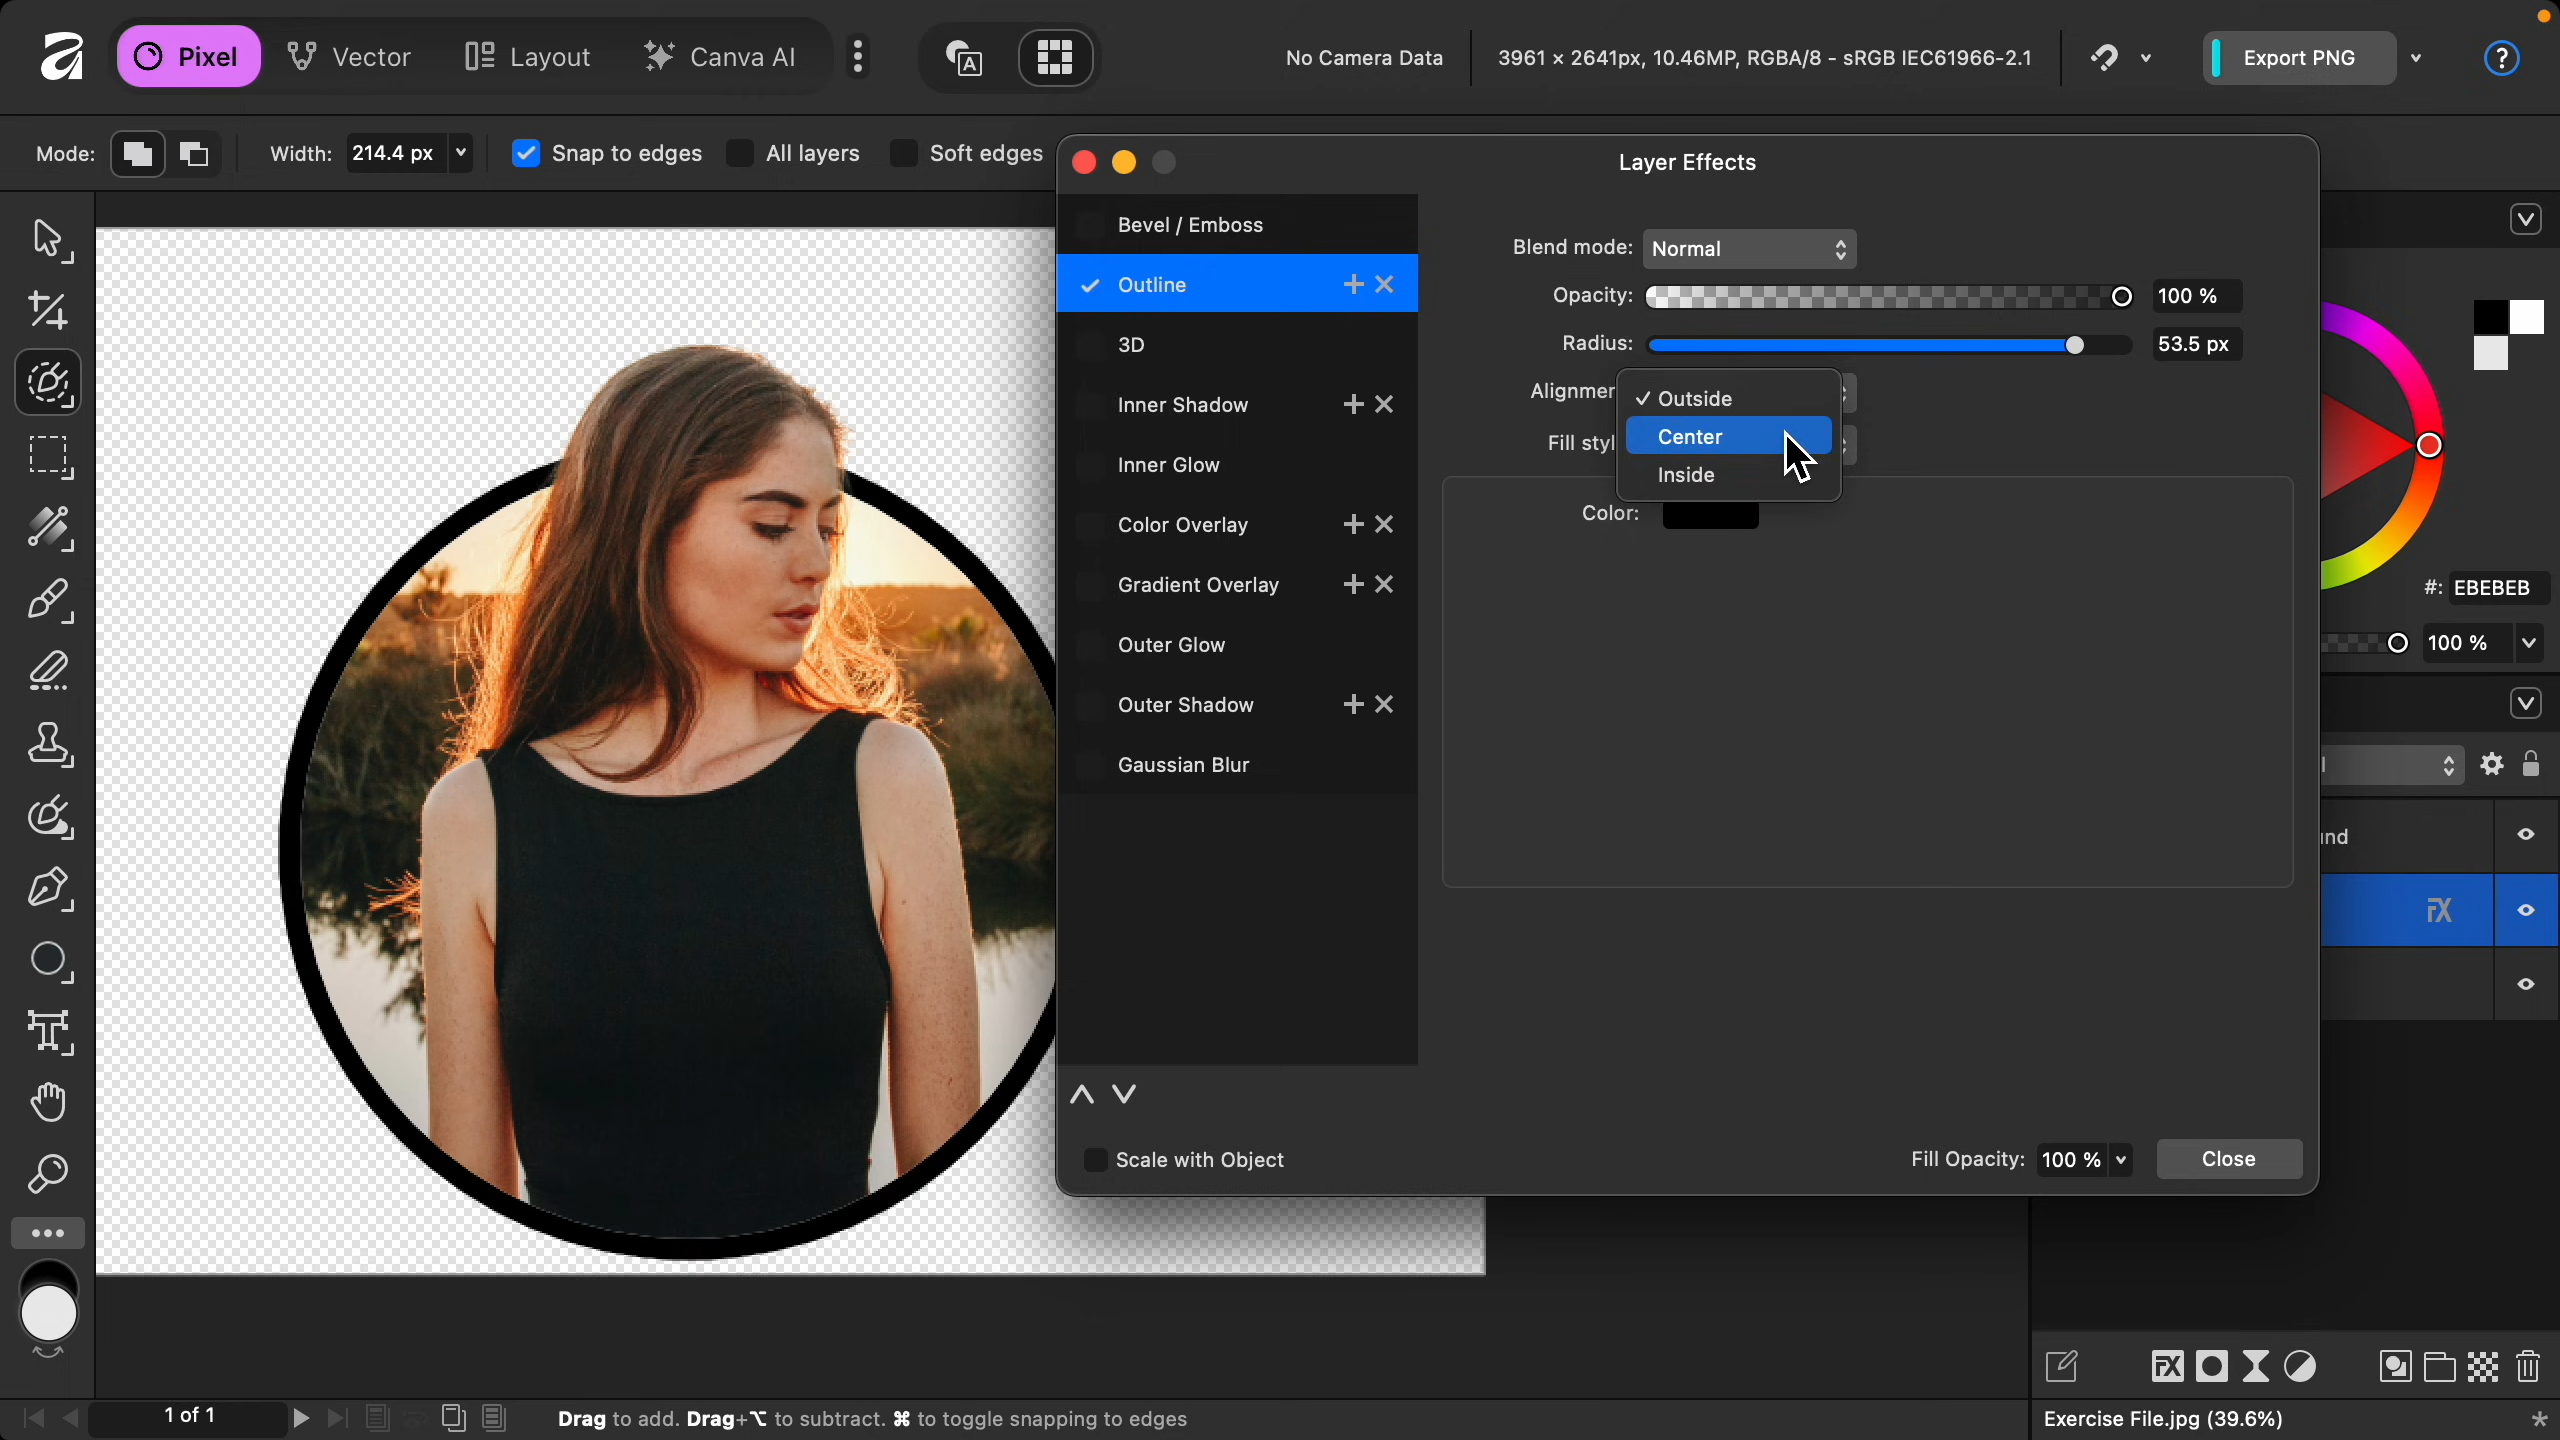 Pixel
Vector
Layout
Canva AI
No Camera Data
3961 × 2641px, 10.46MP, RGBA/8 - sRGB IEC61966-2.1
Export PNG
?
Mode:
Width: 214.4 px
Snap to edges
All layers
Soft edges
Layer Effects
Bevel / Emboss
Outline
3D
Inner Shadow
Inner Glow
Color Overlay
Gradient Overlay
Outer Glow
Outer Shadow
Gaussian Blur
Blend mode: Normal
Opacity: 100 %
Radius: 53.5 px
Alignmer
Outside
Center
Fill styl
Inside
Color:
#: EBEBEB
100 %
FX
Scale with Object
Fill Opacity: 100 %
Close
FX
1 of 1
Drag to add. Drag+⌥ to subtract. ⌘ to toggle snapping to edges
Exercise File.jpg (39.6%)
*